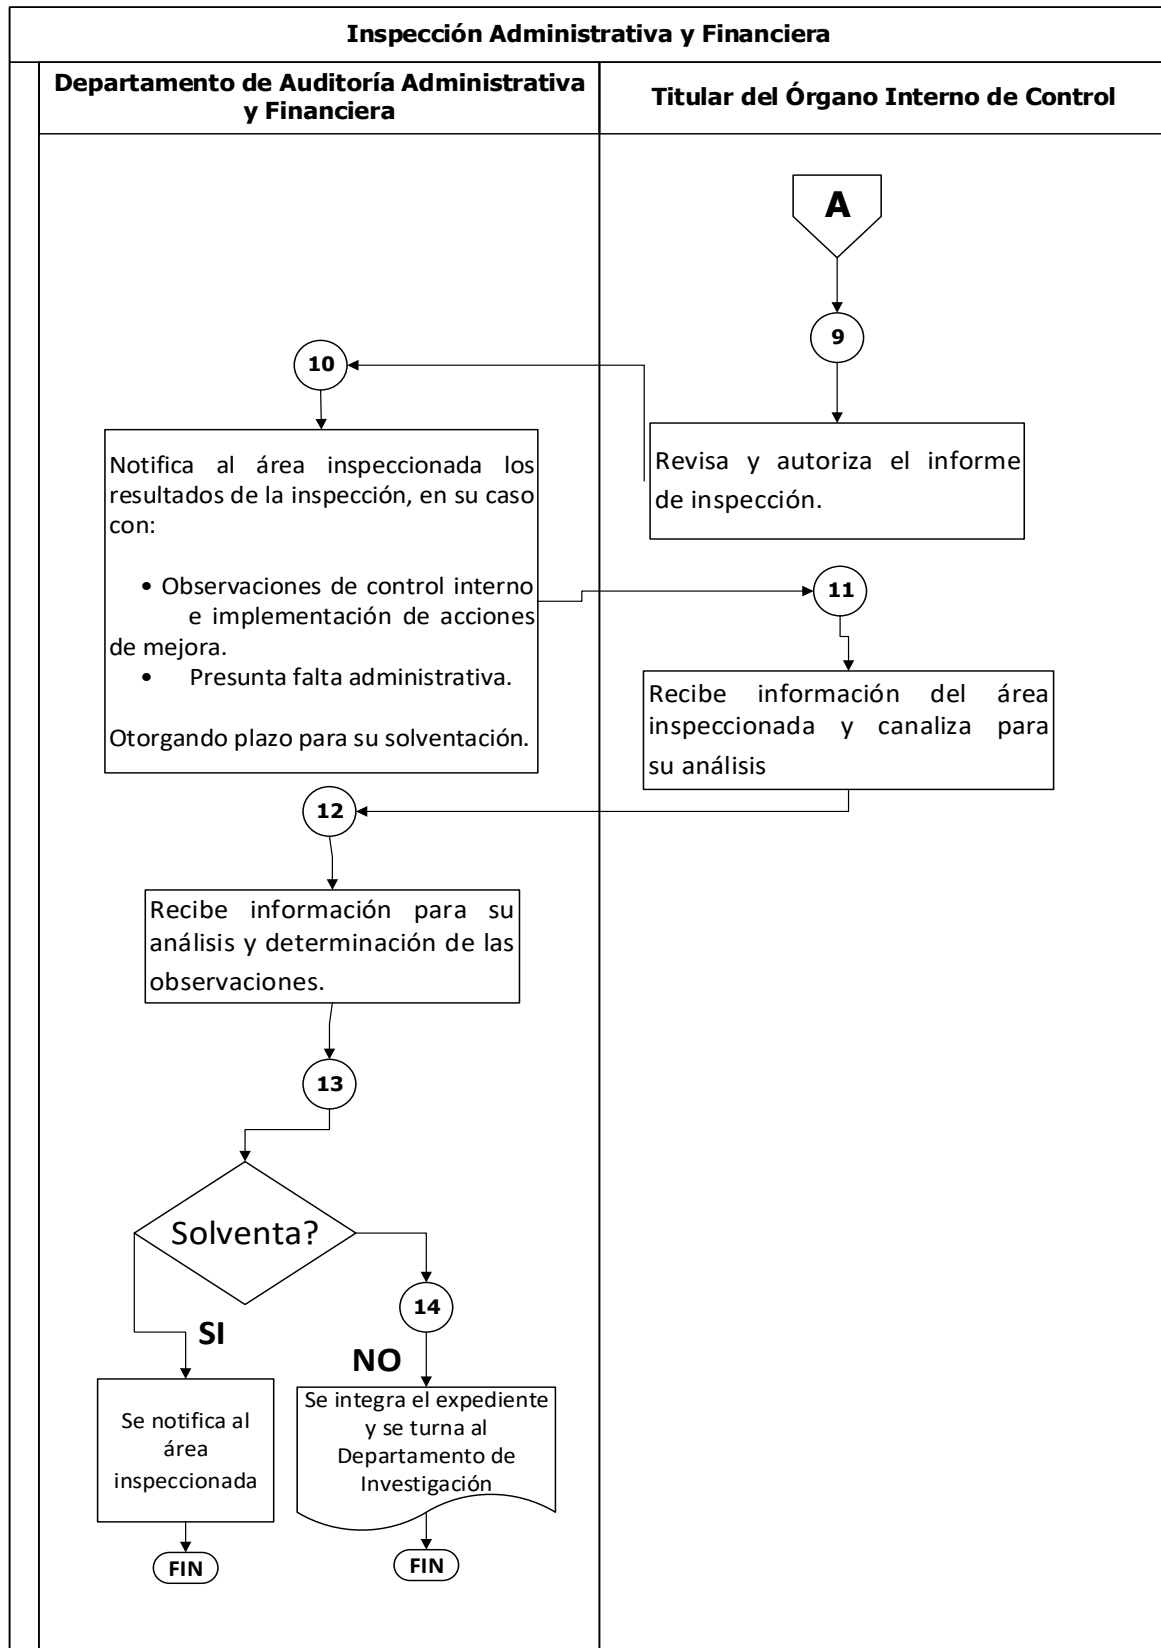 Inspección Administrativa y Financiera
Departamento de Auditoría Administrativa
y Financiera
Titular del Órgano Interno de Control
A
9
Revisa y autoriza el informe
de inspección.
10
Notifica al área inspeccionada los
resultados de la inspección, en su caso
con:
• Observaciones de control interno
e implementación de acciones
de mejora.
• Presunta falta administrativa.
Otorgando plazo para su solventación.
11
Recibe información del área
inspeccionada y canaliza para
su análisis
12
Recibe información para su
análisis y determinación de las
observaciones.
13
Solventa?
SI
Se notifica al
área
inspeccionada
FIN
14
NO
Se integra el expediente
y se turna al
Departamento de
Investigación
FIN